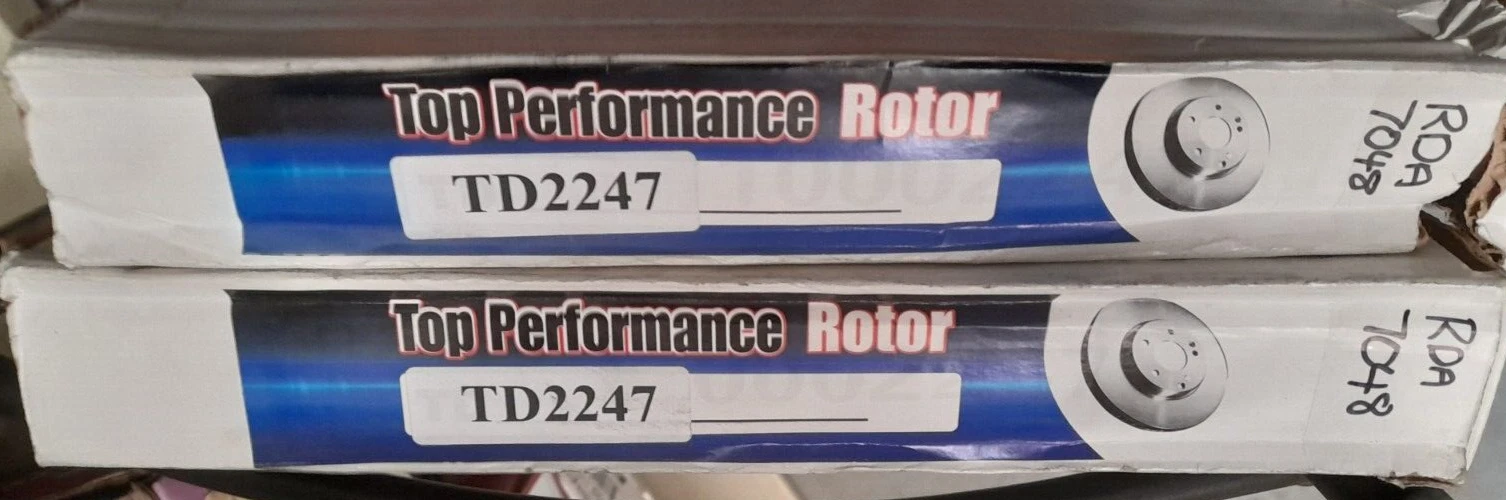 Top Performance Rotor
TD2247
RDA
7048
Top Performance Rotor
TD2247
RDA
7048